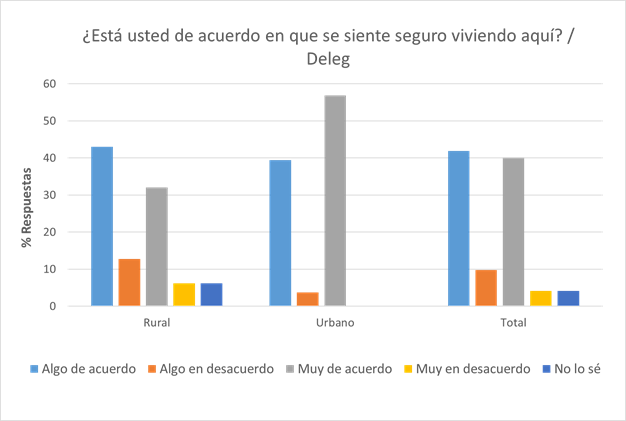 ¿Está usted de acuerdo en que se siente seguro viviendo aquí? /
Deleg
% Respuestas
60
50
40
30
20
10
0
Rural
Urbano
Total
Algo de acuerdo
Algo en desacuerdo
Muy de acuerdo
Muy en desacuerdo
No lo sé